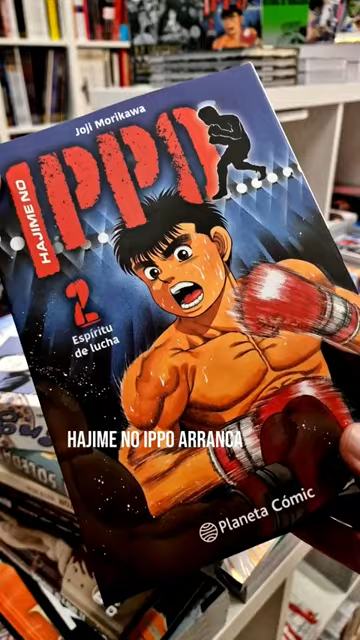 Joji Morikawa
HAJIME NO
IPPO
2
Espíritu
de lucha
HAJIME NO IPPO ARRANCA
Planeta Cómic